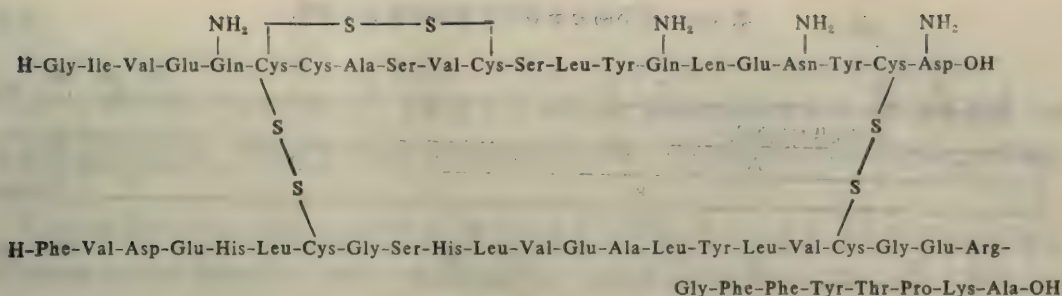 NH₂ S S NH₂ NH₂ NH₂
H-Gly-Ile-Val-Glu-Gln-Cys-Cys-Ala-Ser-Val-Cys-Ser-Leu-Tyr-Gln-Len-Glu-Asn-Tyr-Cys-Asp-OH
S S
S S
H-Phe-Val-Asp-Glu-His-Leu-Cys-Gly-Ser-His-Leu-Val-Glu-Ala-Leu-Tyr-Leu-Val-Cys-Gly-Glu-Arg-
Gly-Phe-Phe-Tyr-Thr-Pro-Lys-Ala-OH